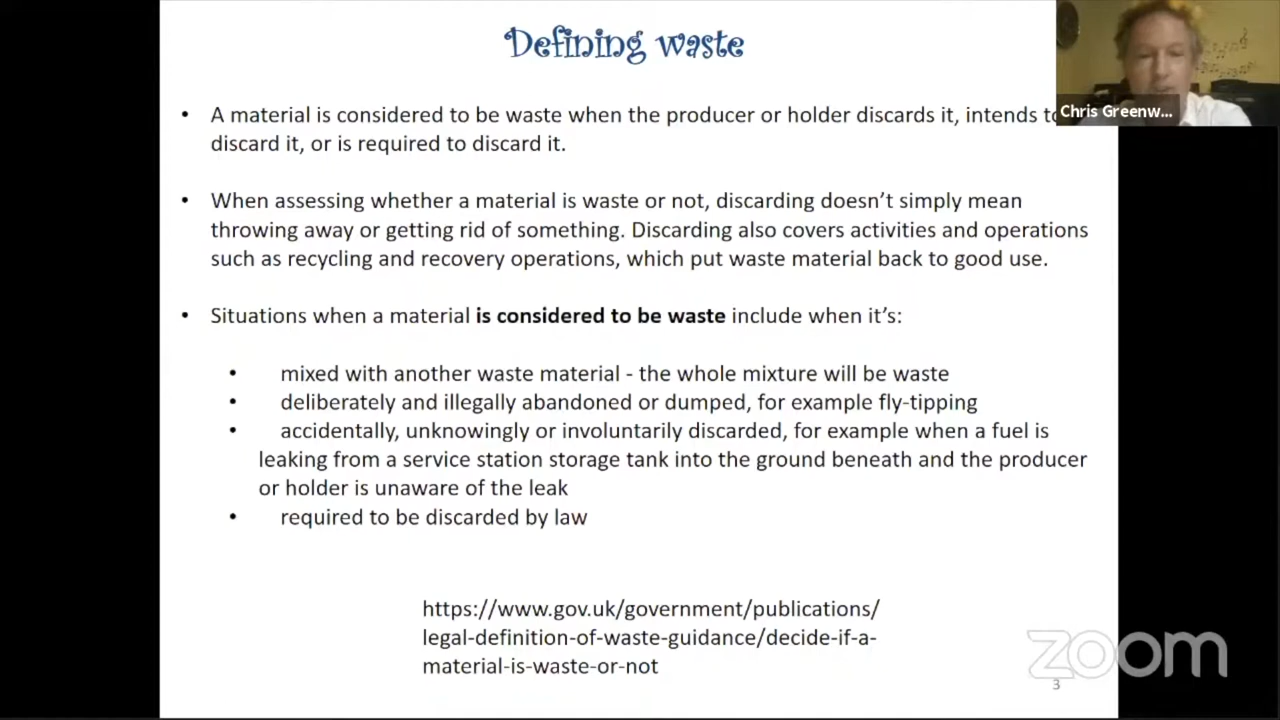 Defining waste
• A material is considered to be waste when the producer or holder discards it, intends to
discard it, or is required to discard it.
• When assessing whether a material is waste or not, discarding doesn’t simply mean
throwing away or getting rid of something. Discarding also covers activities and operations
such as recycling and recovery operations, which put waste material back to good use.
• Situations when a material is considered to be waste include when it’s:
• mixed with another waste material - the whole mixture will be waste
• deliberately and illegally abandoned or dumped, for example fly-tipping
• accidentally, unknowingly or involuntarily discarded, for example when a fuel is
leaking from a service station storage tank into the ground beneath and the producer
or holder is unaware of the leak
• required to be discarded by law
https://www.gov.uk/government/publications/
legal-definition-of-waste-guidance/decide-if-a-
material-is-waste-or-not
Chris Greenw...
zoom
3